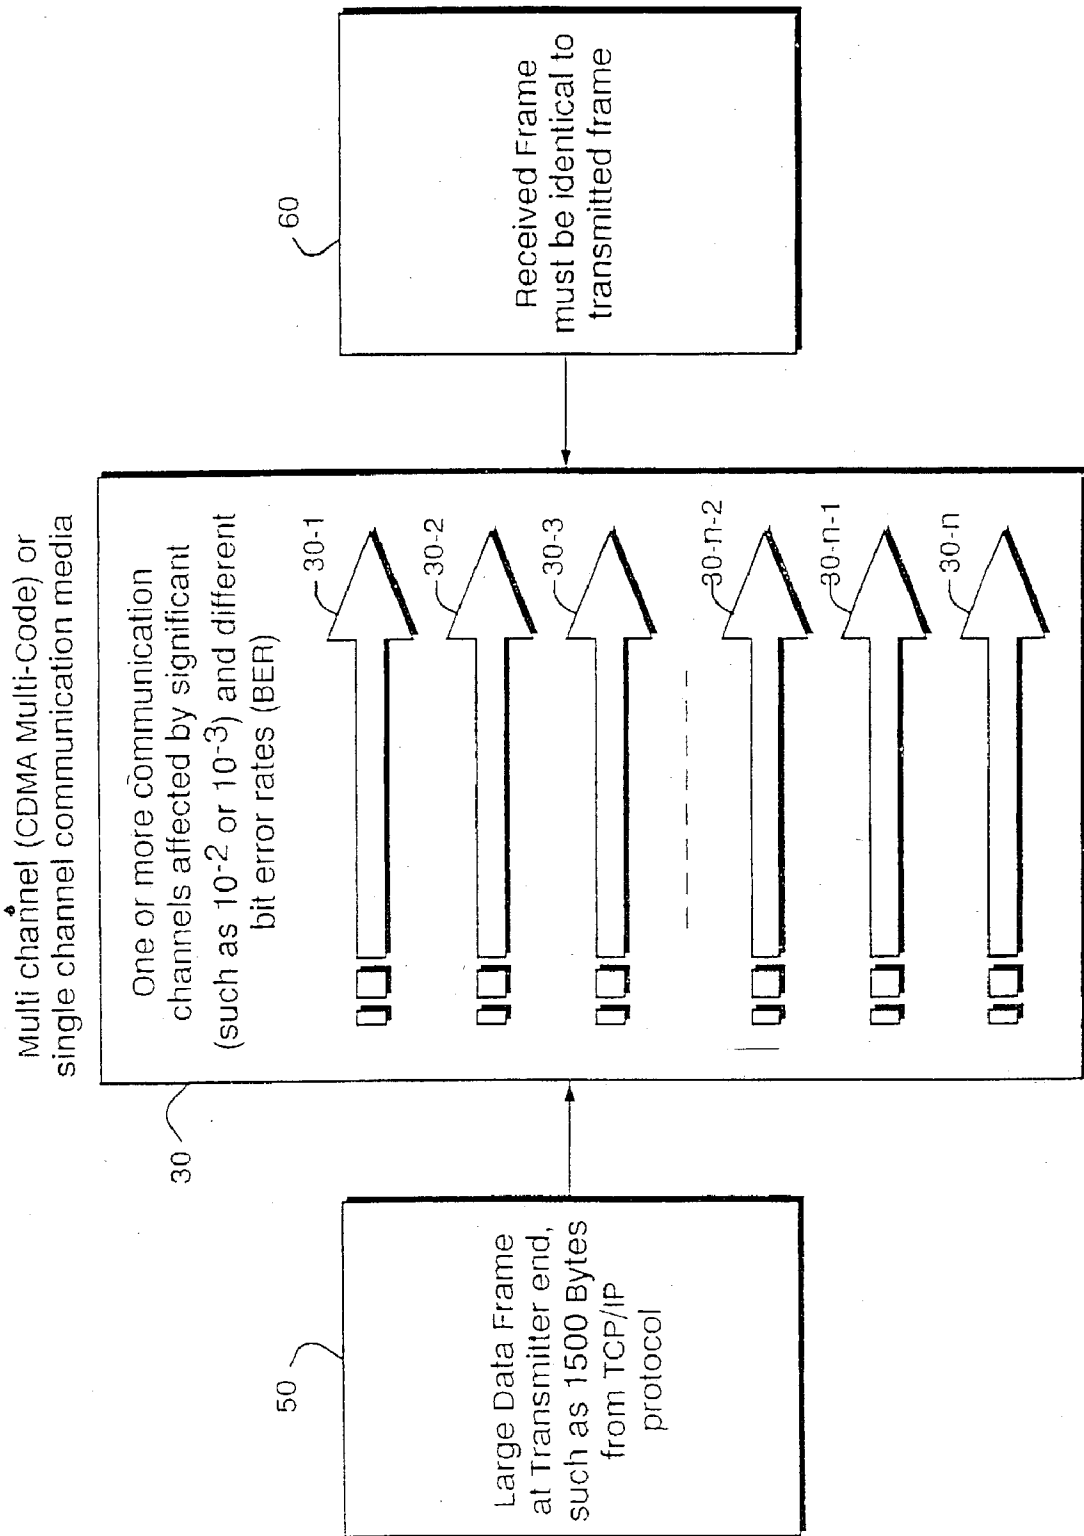 Multi channel (CDMA Multi-Code) or
single channel communication media
50
Large Data Frame
at Transmitter end,
such as 1500 Bytes
from TCP/IP
protocol
30
One or more communication
channels affected by significant
(such as 10⁻² or 10⁻³) and different
bit error rates (BER)
30-1
30-2
30-3
30-n-2
30-n-1
30-n
60
Received Frame
must be identical to
transmitted frame